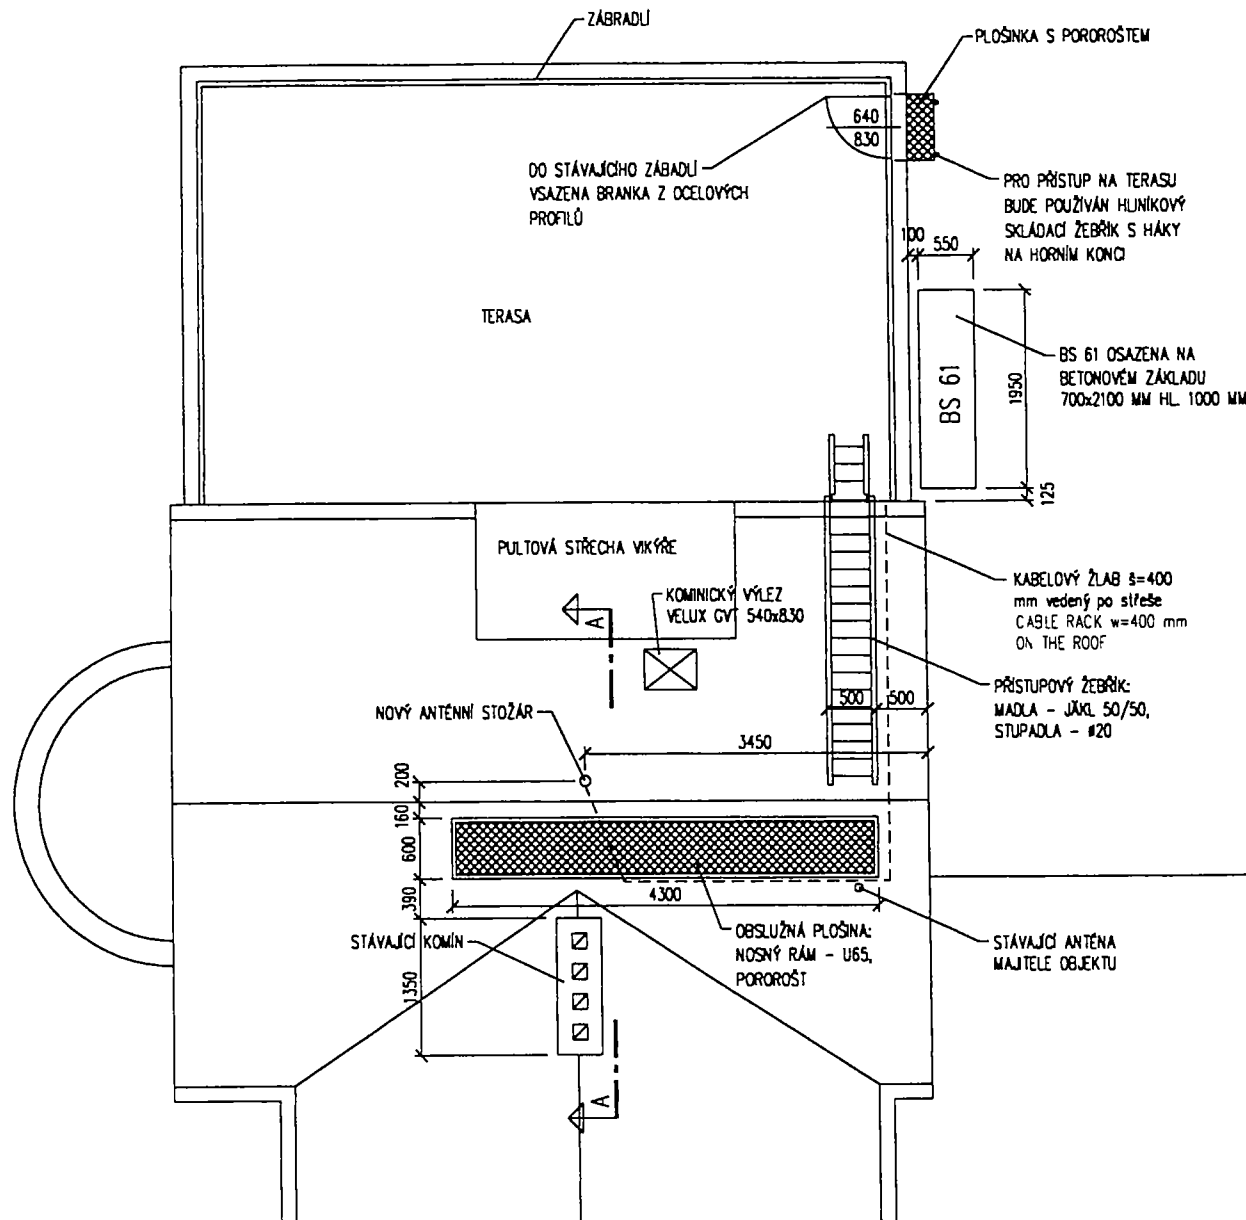 ZÁBRADLÍ
PLOŠINKA S POROROŠTEM
640
830
DO STÁVAJÍCIHO ZÁBADLÍ
VSAZENA BRANKA Z OCELOVÝCH
PROFILŮ
PRO PŘÍSTUP NA TERASU
BUDE POUŽÍVÁN HLINÍKOVÝ
SKLÁDACÍ ŽEBŘÍK S HÁKY
NA HORNÍM KONCI
100
550
TERASA
BS 61
1950
BS 61 OSAZENA NA
BETONOVÉM ZÁKLADU
700x2100 MM HL. 1000 MM
125
PULTOVÁ STŘECHA VIKÝŘE
KOMINICKÝ VÝLEZ
VELUX GVT 540x830
A
KABELOVÝ ŽLAB š=400
mm vedený po střeše
CABLE RACK w=400 mm
ON THE ROOF
PŘÍSTUPOVÝ ŽEBŘÍK:
MADLA - JÄKL 50/50,
STUPADLA - ø20
500
500
NOVÝ ANTÉNNÍ STOŽÁR
3450
200
160
600
390
1350
4300
STÁVAJÍCÍ KOMÍN
OBSLUŽNÁ PLOŠINA:
NOSNÝ RÁM - U65,
POROROŠT
STÁVAJÍCÍ ANTÉNA
MAJITELE OBJEKTU
A